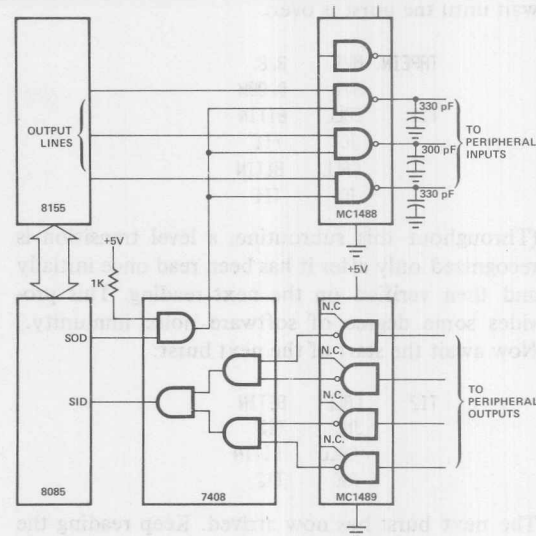 330 pF
OUTPUT
LINES
300 pF
TO
PERIPHERAL
INPUTS
330 pF
8155
MC1488
+5V
+5V
1K
N.C.
SOD
N.C.
N.C.
SID
TO
PERIPHERAL
OUTPUTS
N.C.
8085
7408
MC1489